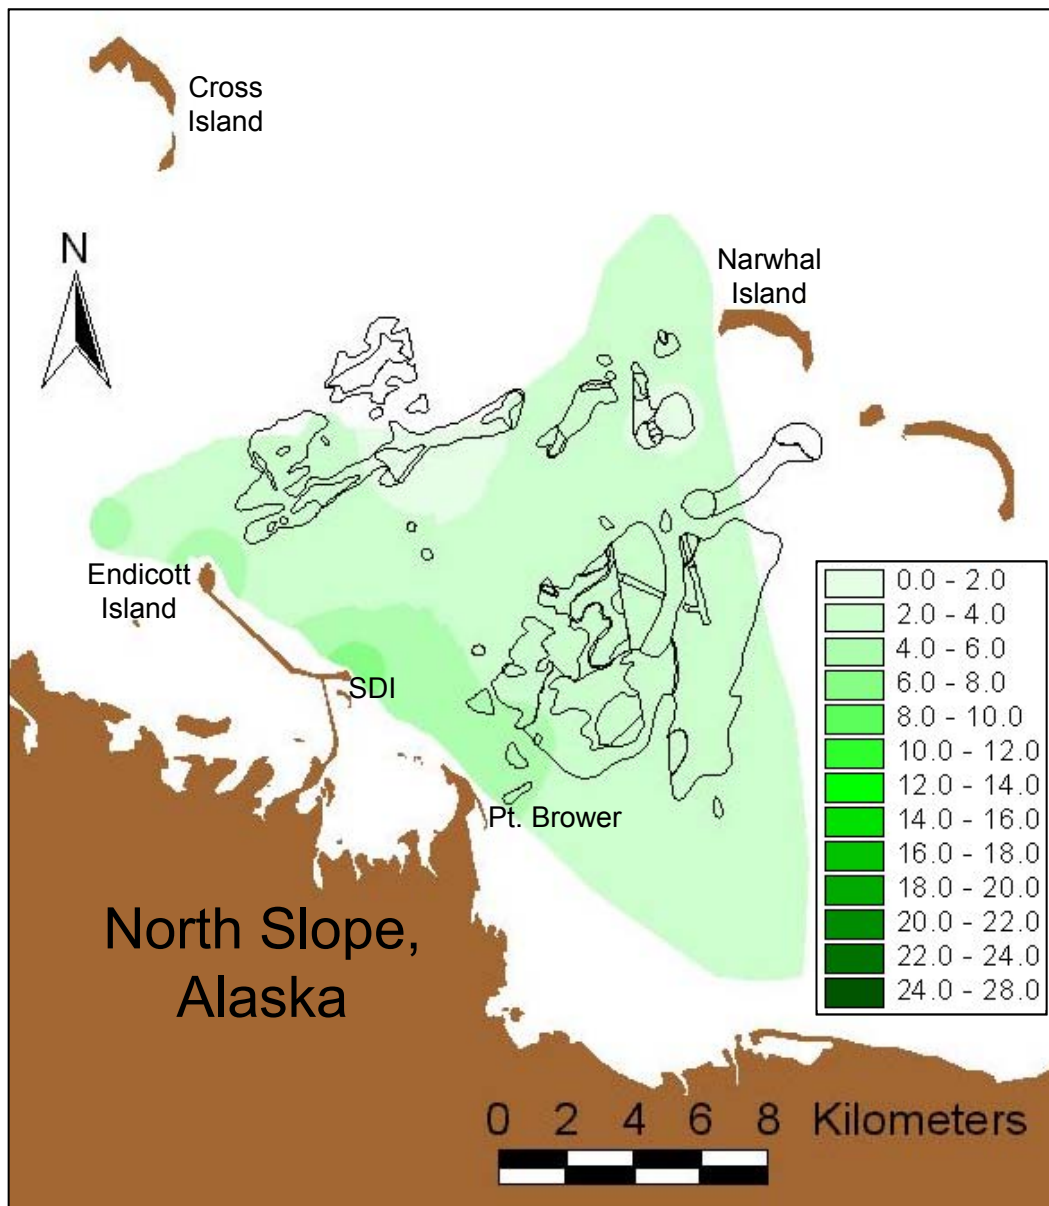 Cross
Island
N
Narwhal
Island
Endicott
Island
SDI
Pt. Brower
North Slope,
Alaska
0.0 - 2.0
2.0 - 4.0
4.0 - 6.0
6.0 - 8.0
8.0 - 10.0
10.0 - 12.0
12.0 - 14.0
14.0 - 16.0
16.0 - 18.0
18.0 - 20.0
20.0 - 22.0
22.0 - 24.0
24.0 - 28.0
0 2 4 6 8 Kilometers